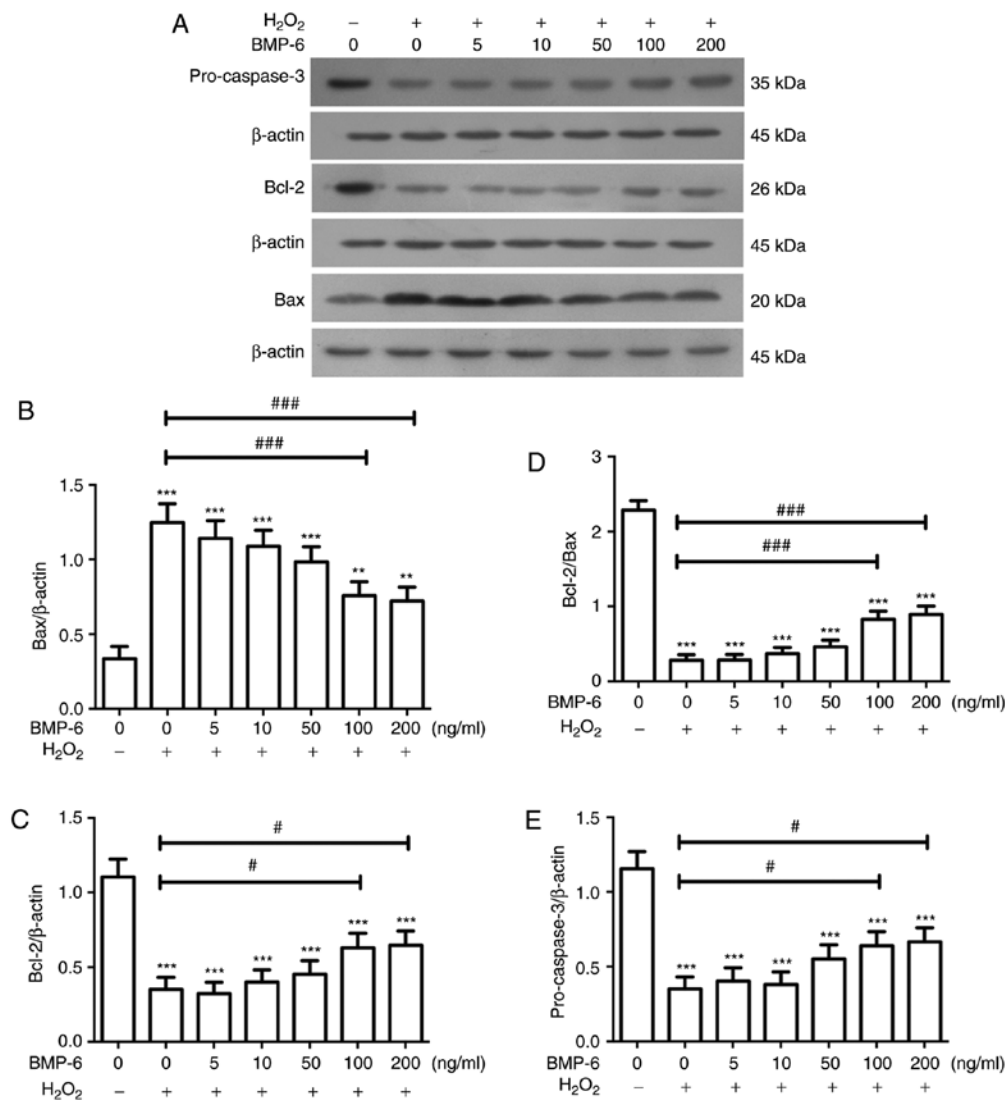 A
H₂O₂ − + + + + + +
BMP-6 0 0 5 10 50 100 200
Pro-caspase-3 35 kDa
β-actin 45 kDa
Bcl-2 26 kDa
β-actin 45 kDa
Bax 20 kDa
β-actin 45 kDa
B
###
###
1.5
1.0
0.5
0.0
Bax/β-actin
*** *** *** *** ** **
BMP-6 0 0 5 10 50 100 200 (ng/ml)
H₂O₂ − + + + + + +
D
3
2
1
0
Bcl-2/Bax
###
###
*** *** *** *** *** ***
BMP-6 0 0 5 10 50 100 200 (ng/ml)
H₂O₂ − + + + + + +
C
1.5
1.0
0.5
0.0
Bcl-2/β-actin
#
#
*** *** *** *** *** ***
BMP-6 0 0 5 10 50 100 200 (ng/ml)
H₂O₂ − + + + + + +
E
1.5
1.0
0.5
0.0
Pro-caspase-3/β-actin
#
#
*** *** *** *** *** ***
BMP-6 0 0 5 10 50 100 200 (ng/ml)
H₂O₂ − + + + + + +